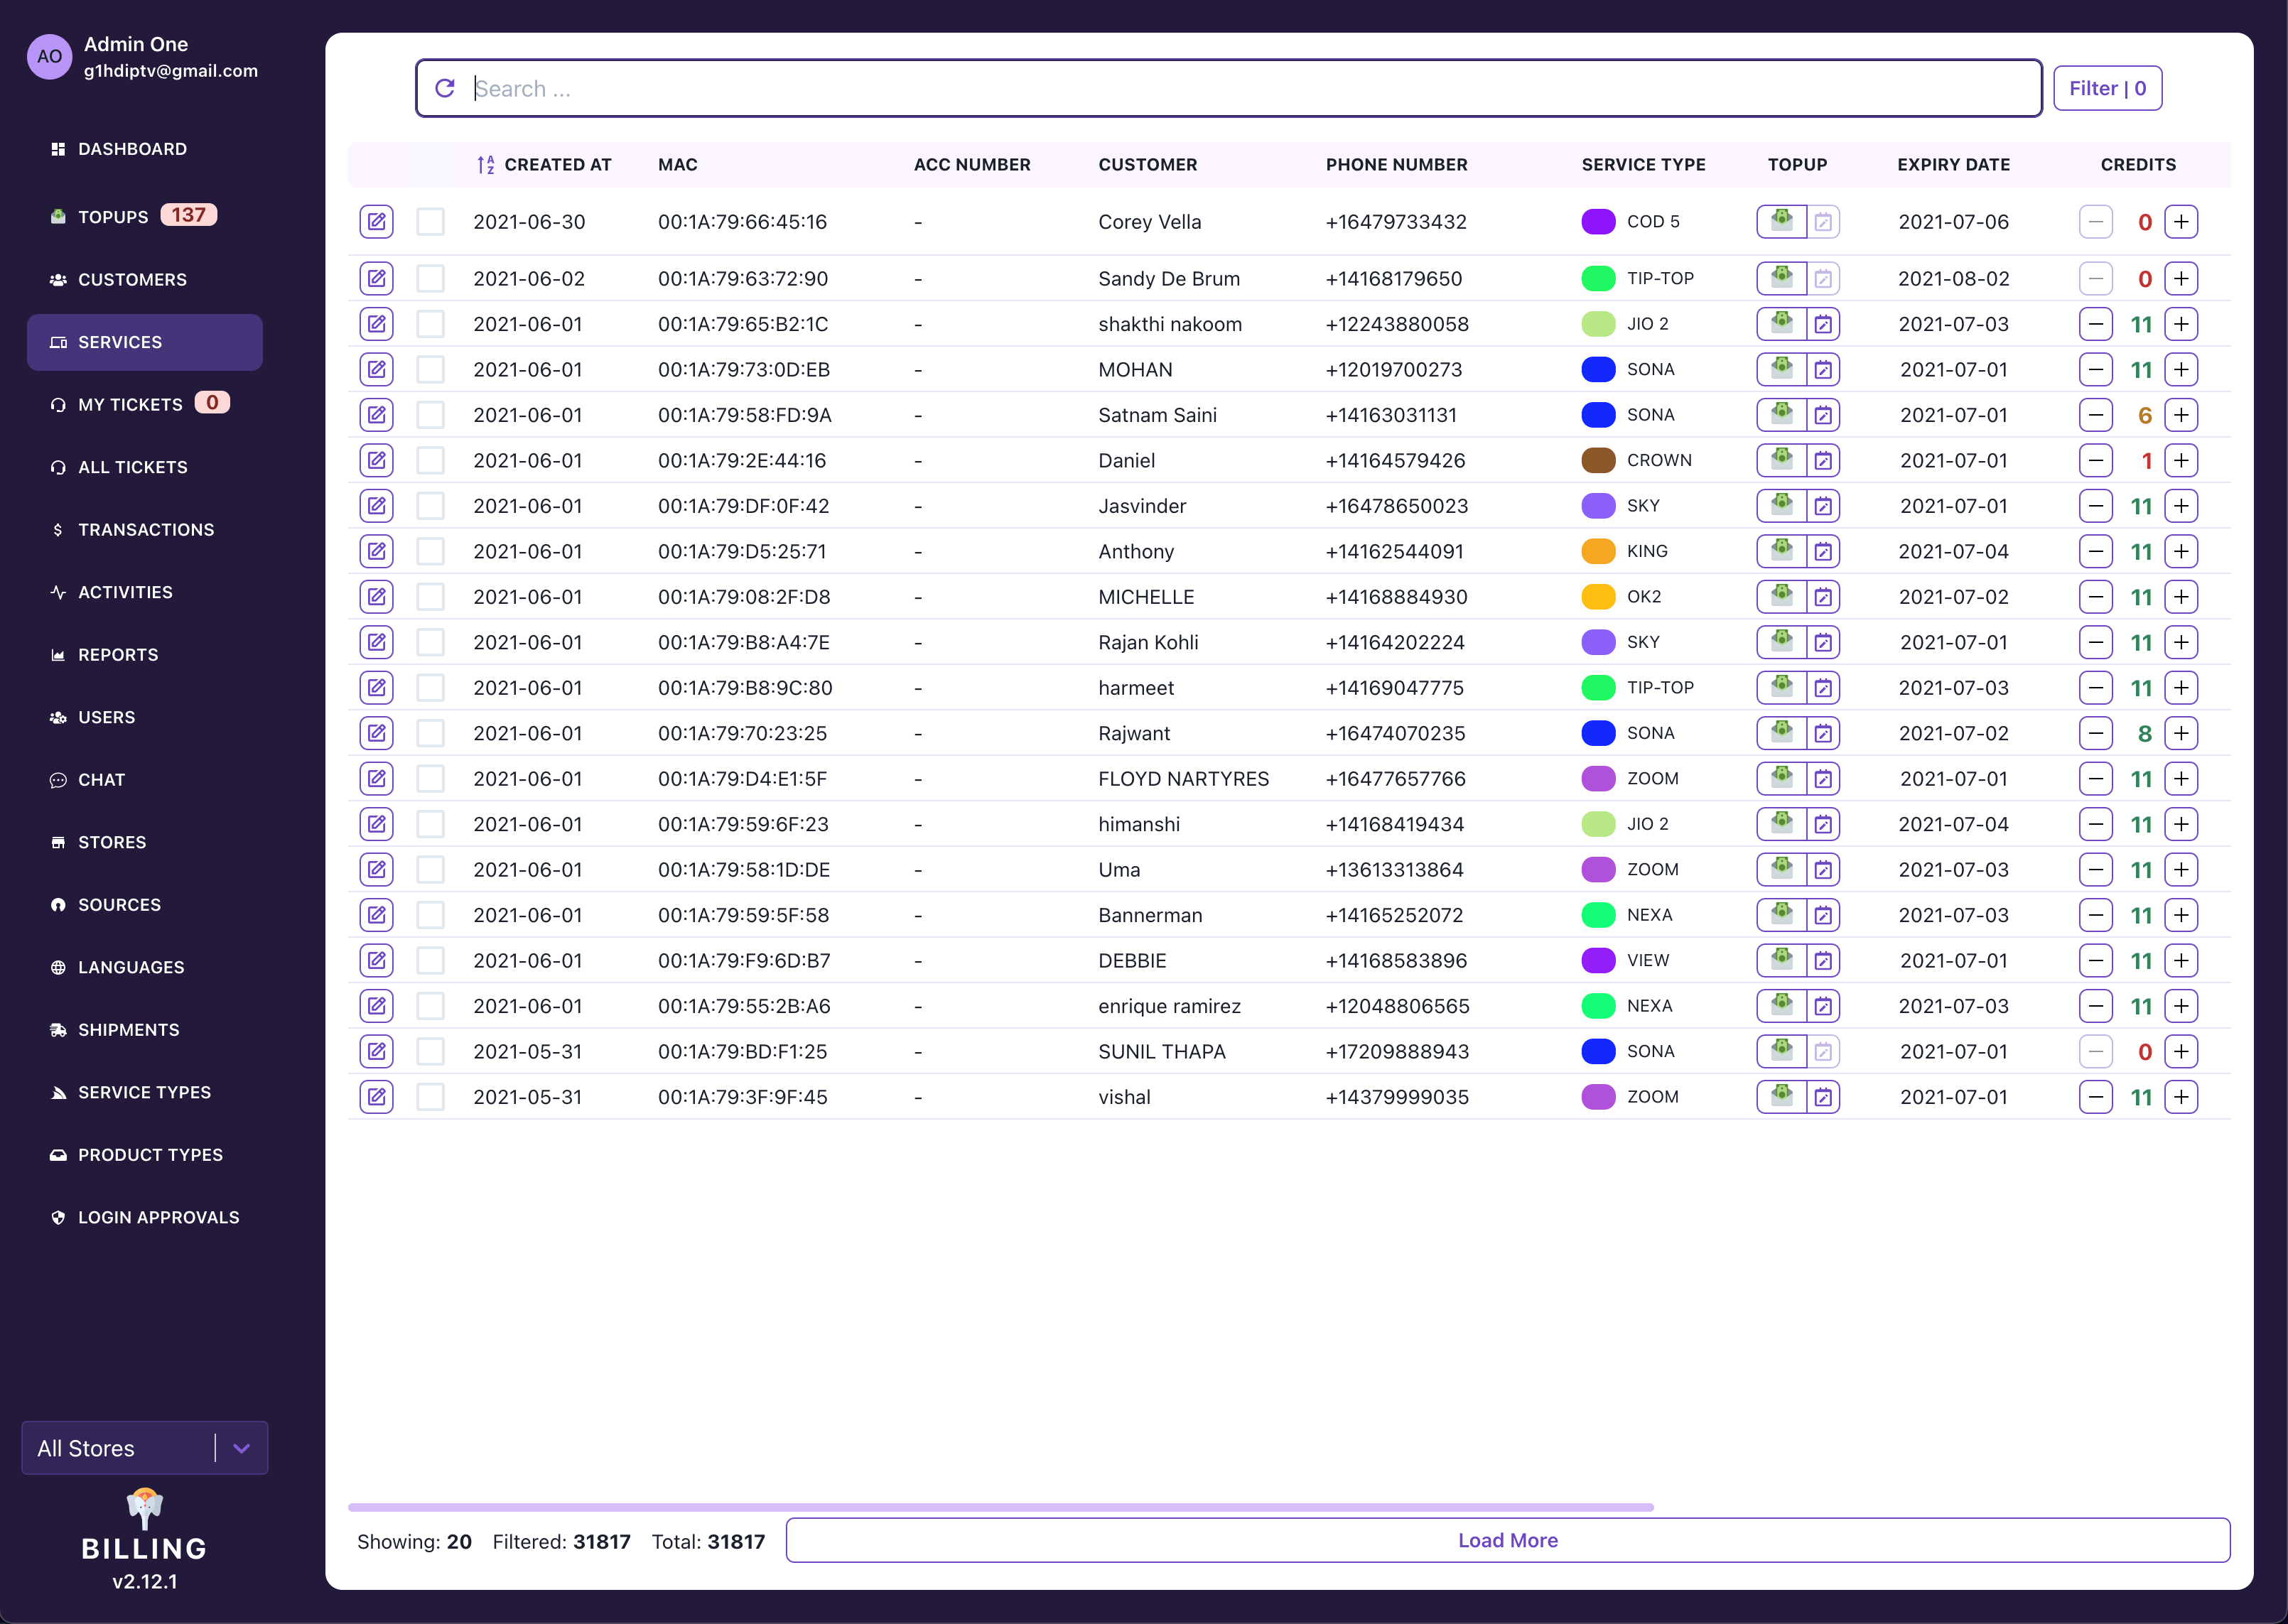 AO
Admin One
g1hdiptv@gmail.com
DASHBOARD
TOPUPS 137
CUSTOMERS
SERVICES
MY TICKETS 0
ALL TICKETS
TRANSACTIONS
ACTIVITIES
REPORTS
USERS
CHAT
STORES
SOURCES
LANGUAGES
SHIPMENTS
SERVICE TYPES
PRODUCT TYPES
LOGIN APPROVALS
All Stores
BILLING
v2.12.1
Search ...
Filter | 0
CREATED AT MAC ACC NUMBER CUSTOMER PHONE NUMBER SERVICE TYPE TOPUP EXPIRY DATE CREDITS
2021-06-30 00:1A:79:66:45:16 - Corey Vella +16479733432 COD 5 2021-07-06 − 0 +
2021-06-02 00:1A:79:63:72:90 - Sandy De Brum +14168179650 TIP-TOP 2021-08-02 − 0 +
2021-06-01 00:1A:79:65:B2:1C - shakthi nakoom +12243880058 JIO 2 2021-07-03 − 11 +
2021-06-01 00:1A:79:73:0D:EB - MOHAN +12019700273 SONA 2021-07-01 − 11 +
2021-06-01 00:1A:79:58:FD:9A - Satnam Saini +14163031131 SONA 2021-07-01 − 6 +
2021-06-01 00:1A:79:2E:44:16 - Daniel +14164579426 CROWN 2021-07-01 − 1 +
2021-06-01 00:1A:79:DF:0F:42 - Jasvinder +16478650023 SKY 2021-07-01 − 11 +
2021-06-01 00:1A:79:D5:25:71 - Anthony +14162544091 KING 2021-07-04 − 11 +
2021-06-01 00:1A:79:08:2F:D8 - MICHELLE +14168884930 OK2 2021-07-02 − 11 +
2021-06-01 00:1A:79:B8:A4:7E - Rajan Kohli +14164202224 SKY 2021-07-01 − 11 +
2021-06-01 00:1A:79:B8:9C:80 - harmeet +14169047775 TIP-TOP 2021-07-03 − 11 +
2021-06-01 00:1A:79:70:23:25 - Rajwant +16474070235 SONA 2021-07-02 − 8 +
2021-06-01 00:1A:79:D4:E1:5F - FLOYD NARTYRES +16477657766 ZOOM 2021-07-01 − 11 +
2021-06-01 00:1A:79:59:6F:23 - himanshi +14168419434 JIO 2 2021-07-04 − 11 +
2021-06-01 00:1A:79:58:1D:DE - Uma +13613313864 ZOOM 2021-07-03 − 11 +
2021-06-01 00:1A:79:59:5F:58 - Bannerman +14165252072 NEXA 2021-07-03 − 11 +
2021-06-01 00:1A:79:F9:6D:B7 - DEBBIE +14168583896 VIEW 2021-07-01 − 11 +
2021-06-01 00:1A:79:55:2B:A6 - enrique ramirez +12048806565 NEXA 2021-07-03 − 11 +
2021-05-31 00:1A:79:BD:F1:25 - SUNIL THAPA +17209888943 SONA 2021-07-01 − 0 +
2021-05-31 00:1A:79:3F:9F:45 - vishal +14379999035 ZOOM 2021-07-01 − 11 +
Showing: 20 Filtered: 31817 Total: 31817 Load More